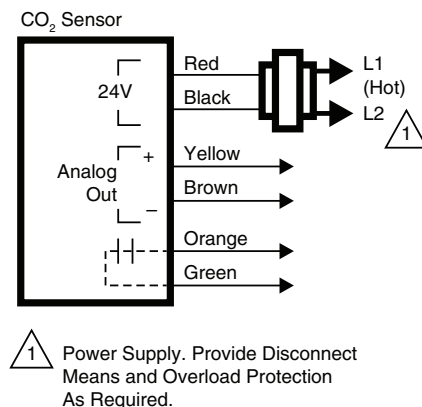 CO2 Sensor
Red
24V
Black
L1
(Hot)
L2
1
+
Yellow
Analog
Out
Brown
–
Orange
Green
1 Power Supply. Provide Disconnect
Means and Overload Protection
As Required.